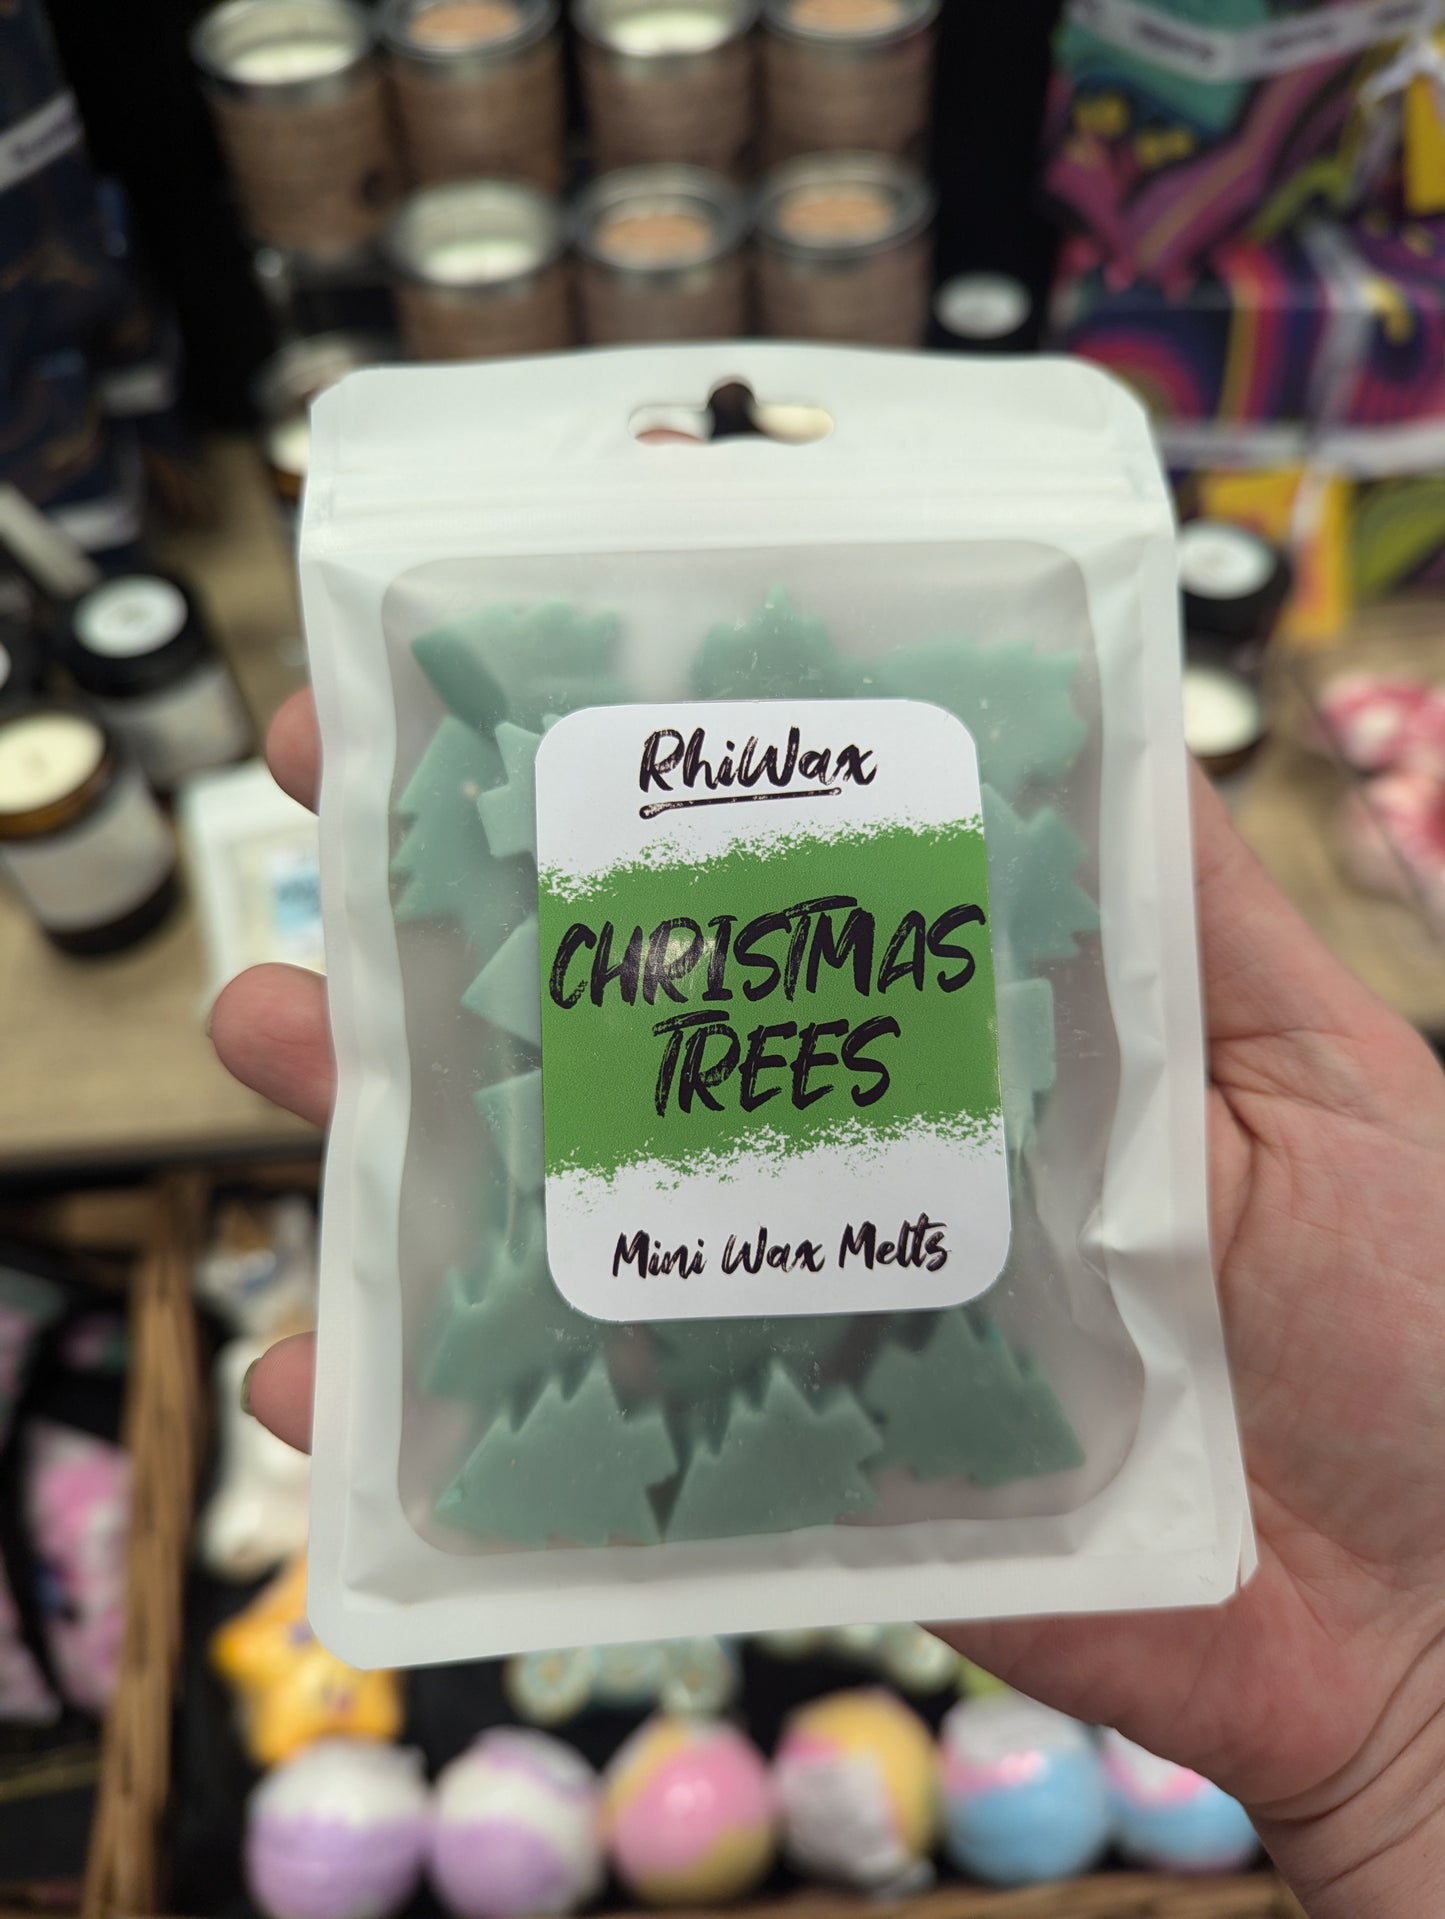 RhiWax
CHRISTMAS
TREES
Mini Wax Melts